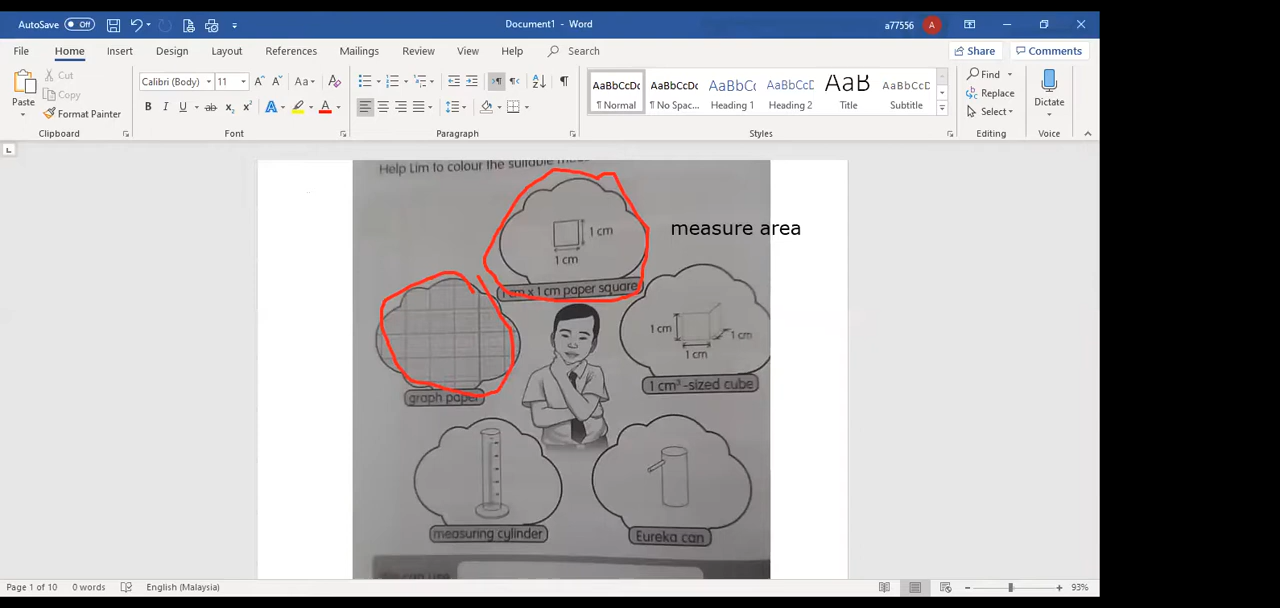 AutoSave Off Document1 - Word a77556 A
File Home Insert Design Layout References Mailings Review View Help Search Share Comments
Paste Cut Copy Format Painter
Calibri (Body) 11
AaBbCcDc AaBbCcDc AaBbCc AaBbCcD AaB AaBbCcD
¶ Normal ¶ No Spac... Heading 1 Heading 2 Title Subtitle
Find Replace Select Dictate
Clipboard Font Paragraph Styles Editing Voice
Help Lim to colour the suitable
1 cm
1 cm
measure area
1 cm x 1 cm paper square
1 cm 1 cm
1 cm
1 cm³-sized cube
graph paper
measuring cylinder
Eureka can
Page 1 of 10 0 words English (Malaysia) 93%